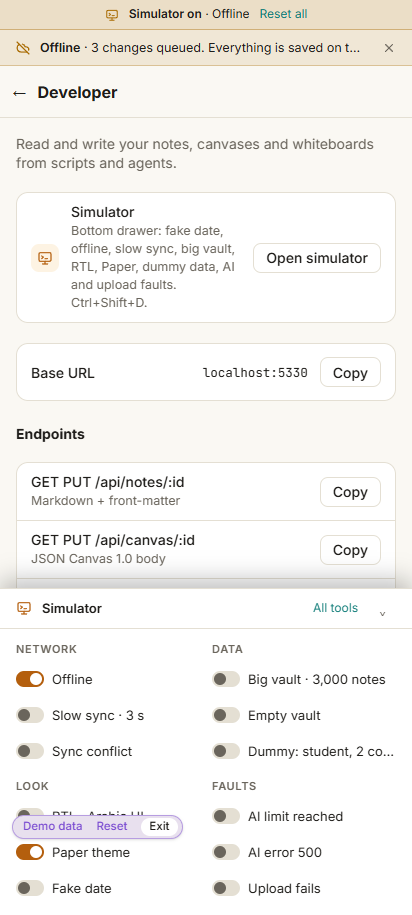 Simulator on · Offline Reset all
Offline · 3 changes queued. Everything is saved on t...
← Developer
Read and write your notes, canvases and whiteboards
from scripts and agents.
Simulator
Bottom drawer: fake date,
offline, slow sync, big vault,
RTL, Paper, dummy data, AI
and upload faults.
Ctrl+Shift+D.
Open simulator
Base URL localhost:5330 Copy
Endpoints
GET PUT /api/notes/:id
Markdown + front-matter
Copy
GET PUT /api/canvas/:id
JSON Canvas 1.0 body
Copy
Simulator All tools
NETWORK
Offline
Slow sync · 3 s
Sync conflict
DATA
Big vault · 3,000 notes
Empty vault
Dummy: student, 2 co...
LOOK
Demo data Reset Exit
Paper theme
Fake date
FAULTS
AI limit reached
AI error 500
Upload fails